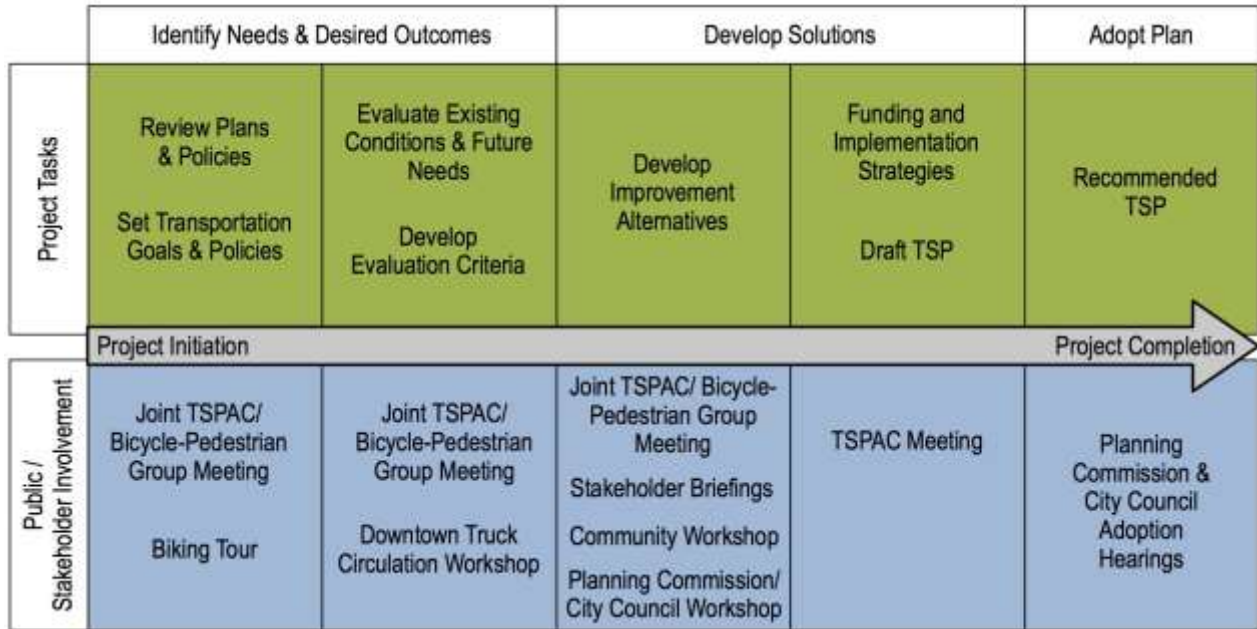 Identify Needs & Desired Outcomes
Develop Solutions
Adopt Plan
Project Tasks
Review Plans
& Policies
Set Transportation
Goals & Policies
Evaluate Existing
Conditions & Future
Needs
Develop
Evaluation Criteria
Develop
Improvement
Alternatives
Funding and
Implementation
Strategies
Draft TSP
Recommended
TSP
Project Initiation
Project Completion
Public /
Stakeholder Involvement
Joint TSPAC/
Bicycle-Pedestrian
Group Meeting
Biking Tour
Joint TSPAC/
Bicycle-Pedestrian
Group Meeting
Downtown Truck
Circulation Workshop
Joint TSPAC/ Bicycle-
Pedestrian Group
Meeting
Stakeholder Briefings
Community Workshop
Planning Commission/
City Council Workshop
TSPAC Meeting
Planning
Commission &
City Council
Adoption
Hearings